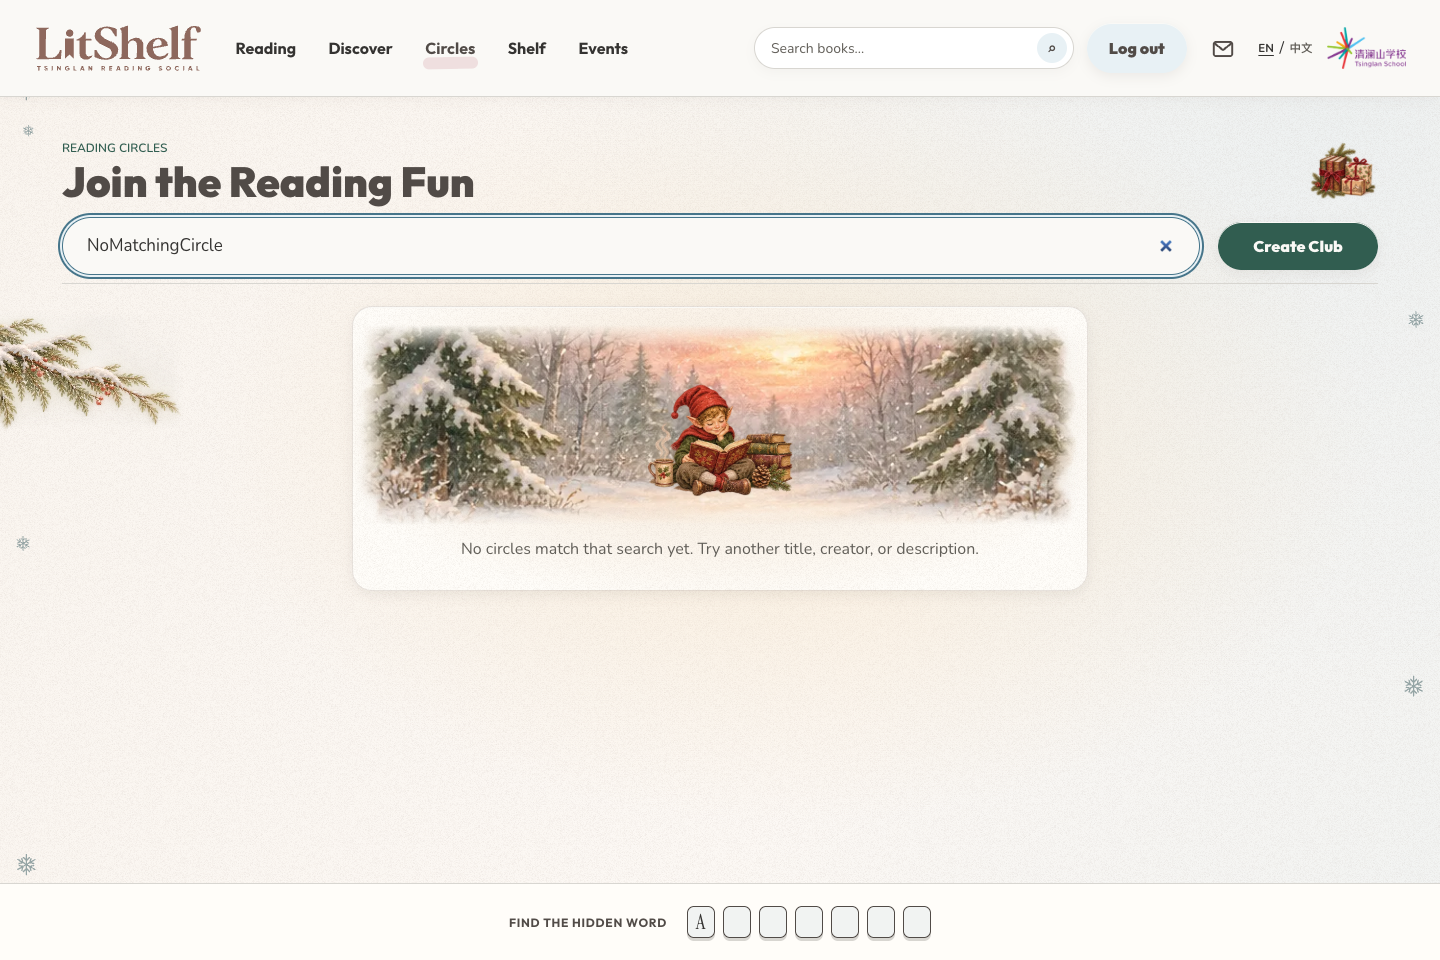 LitShelf
TSINGLAN READING SOCIAL
Reading
Discover
Circles
Shelf
Events
Search books...
Log out
EN / 中文
清澜山学校
Tsinglan School
READING CIRCLES
Join the Reading Fun
NoMatchingCircle
Create Club
No circles match that search yet. Try another title, creator, or description.
FIND THE HIDDEN WORD
A